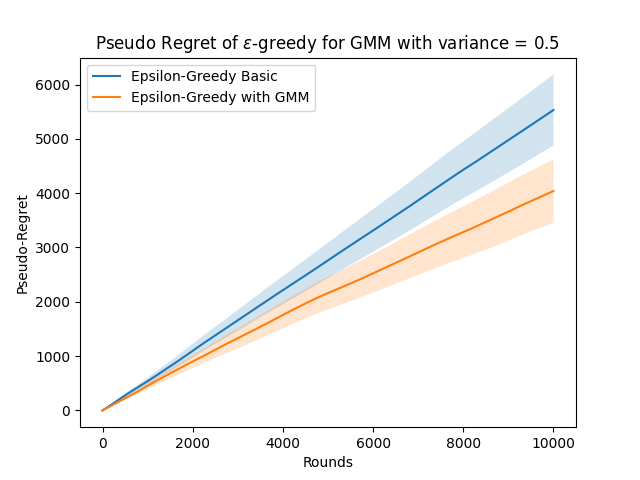 Pseudo Regret of ε-greedy for GMM with variance = 0.5
Epsilon-Greedy Basic
Epsilon-Greedy with GMM
Pseudo-Regret
6000
5000
4000
3000
2000
1000
0
0 2000 4000 6000 8000 10000
Rounds